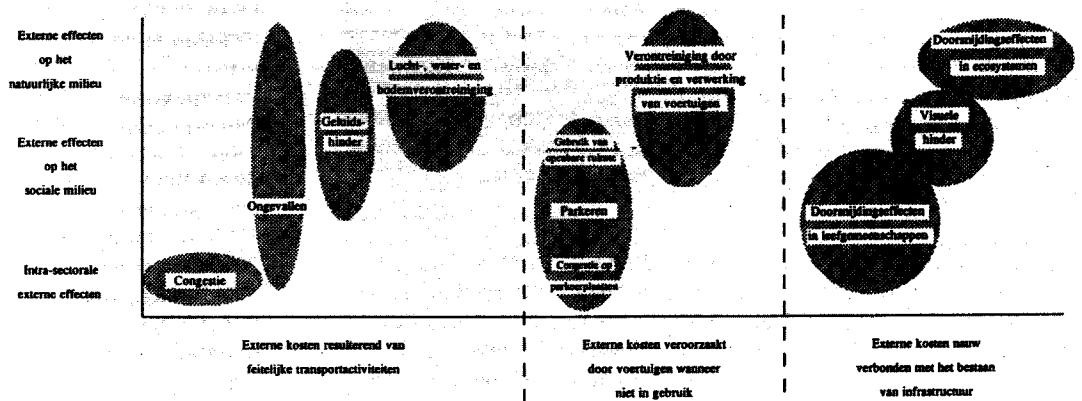 Externe effecten
op het
natuurlijke milieu
Externe effecten
op het
sociale milieu
Intra-sectorale
externe effecten
Congestie
Ongevallen
Geluids-
hinder
Lucht-, water- en
bodemverontreiniging
Gebruik van
openbare ruimte
Parkeren
Congestie op
parkeerplaatsen
Verontreiniging door
produktie en verwerking
van voertuigen
Doorsnijdingseffecten
in ecosystemen
Visuele
hinder
Doorsnijdingseffecten
in leefgemeenschappen
Externe kosten resulterend van
feitelijke transportactiviteiten
Externe kosten veroorzaakt
door voertuigen wanneer
niet in gebruik
Externe kosten nauw
verbonden met het bestaan
van infrastructuur